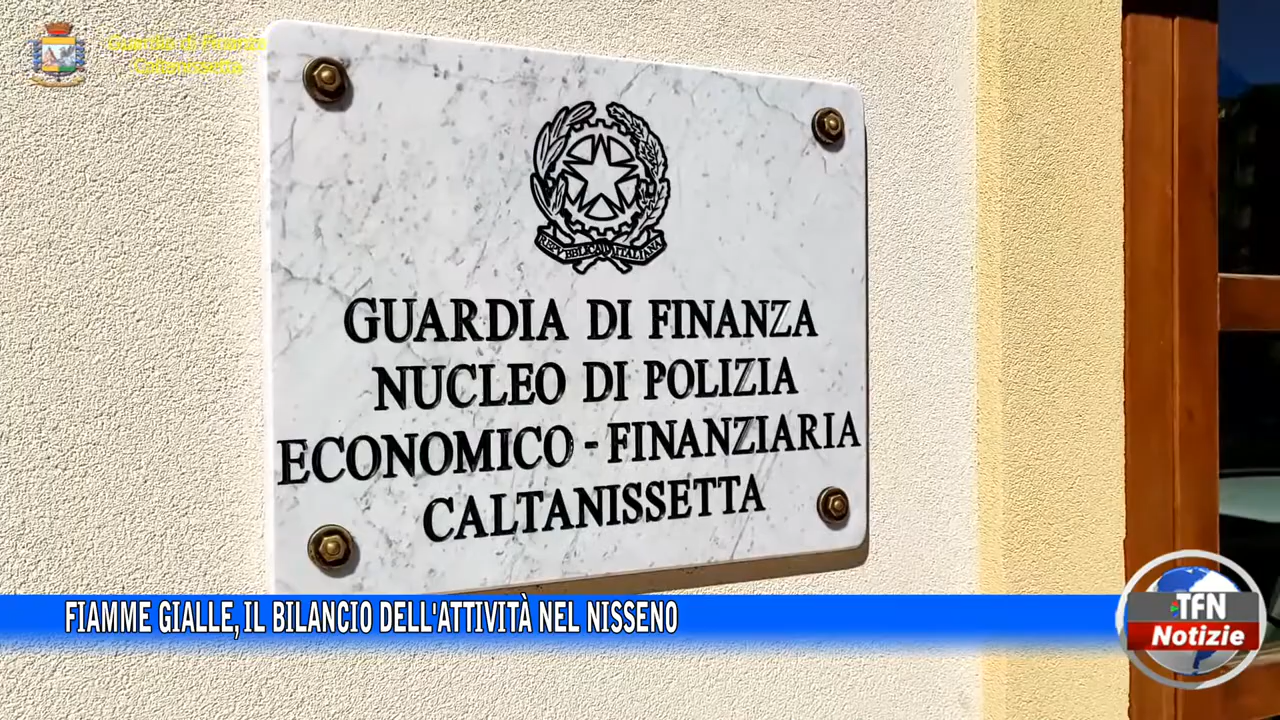 Guardia di Finanza
Caltanissetta
REPVBBLICA ITALIANA
GUARDIA DI FINANZA
NUCLEO DI POLIZIA
ECONOMICO - FINANZIARIA
CALTANISSETTA
FIAMME GIALLE, IL BILANCIO DELL'ATTIVITÀ NEL NISSENO
TFN
Notizie